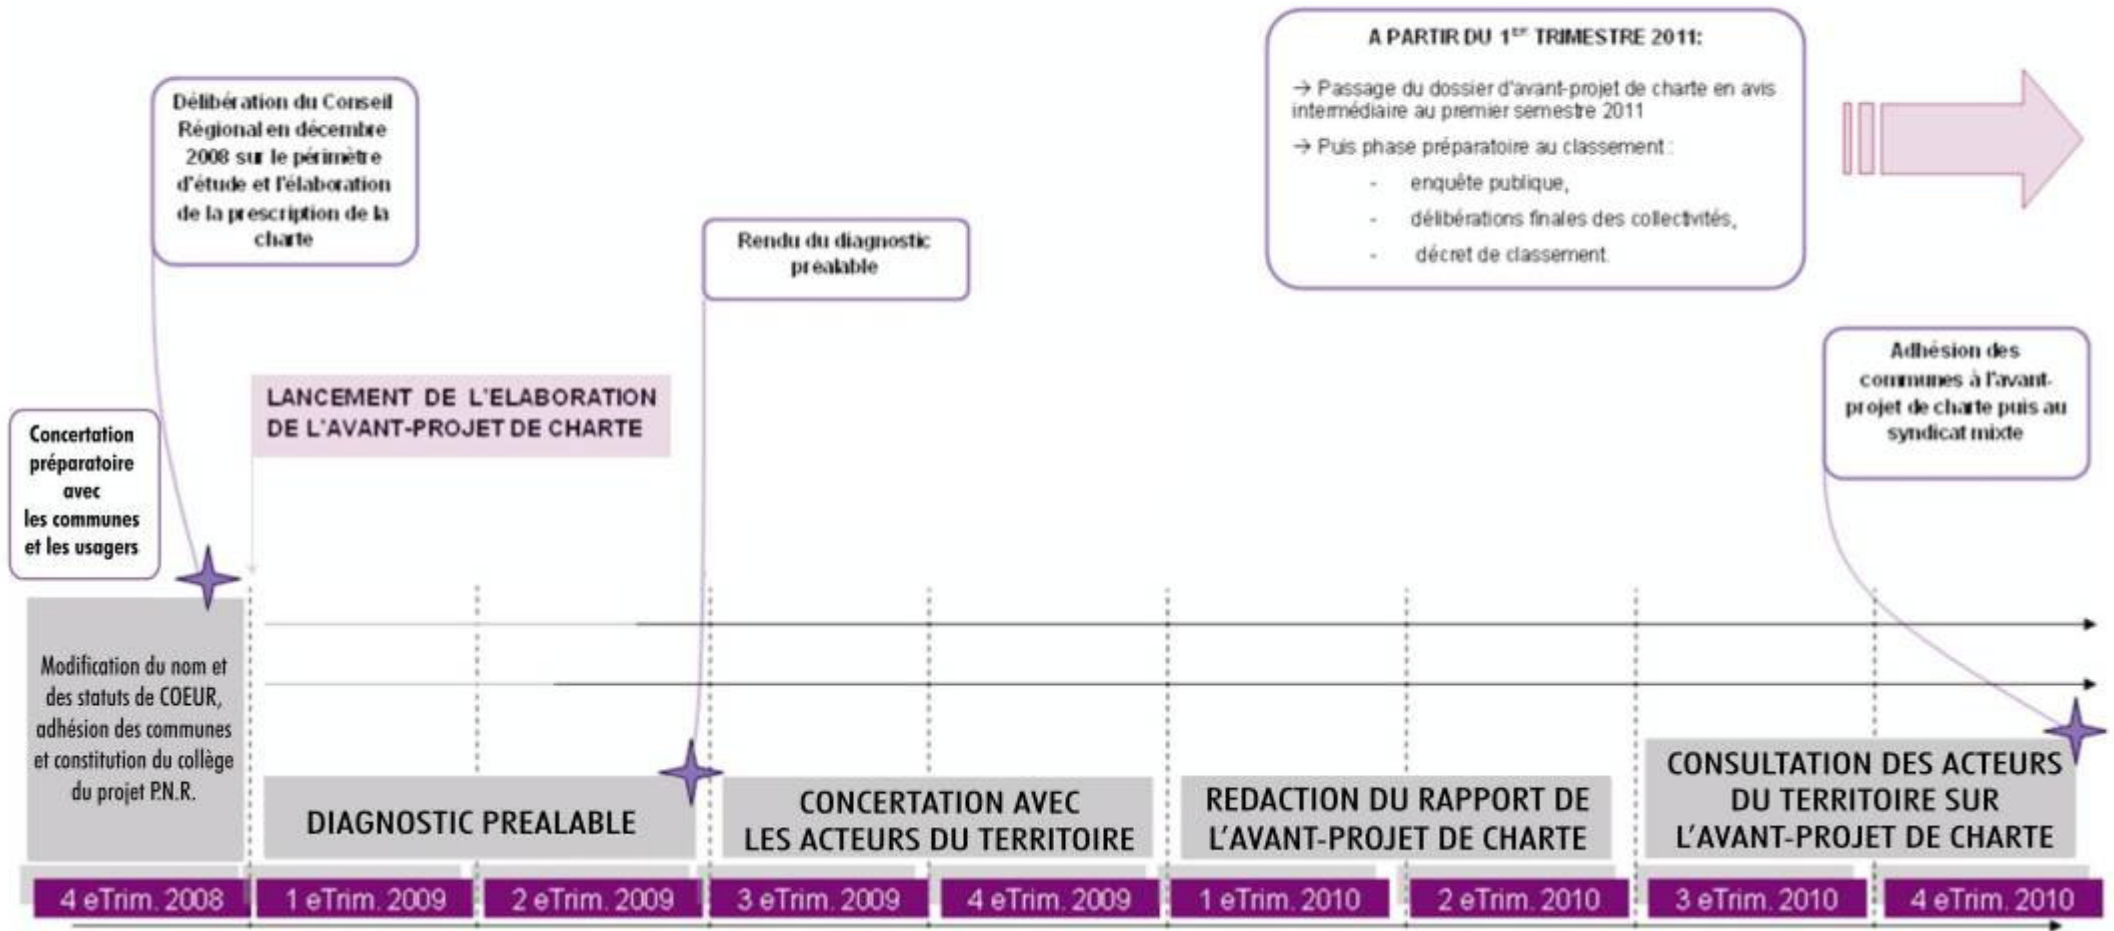 A PARTIR DU 1ER TRIMESTRE 2011:
→ Passage du dossier d'avant-projet de charte en avis
intermédiaire au premier semestre 2011
→ Puis phase préparatoire au classement :
- enquête publique,
- délibérations finales des collectivités,
- décret de classement.
Délibération du Conseil
Régional en décembre
2008 sur le périmètre
d'étude et l'élaboration
de la prescription de la
charte
Rendu du diagnostic
préalable
Adhésion des
communes à l'avant-
projet de charte puis au
syndicat mixte
LANCEMENT DE L'ELABORATION
DE L'AVANT-PROJET DE CHARTE
Concertation
préparatoire
avec
les communes
et les usagers
Modification du nom et
des statuts de COEUR,
adhésion des communes
et constitution du collège
du projet P.N.R.
DIAGNOSTIC PREALABLE
CONCERTATION AVEC
LES ACTEURS DU TERRITOIRE
REDACTION DU RAPPORT DE
L'AVANT-PROJET DE CHARTE
CONSULTATION DES ACTEURS
DU TERRITOIRE SUR
L'AVANT-PROJET DE CHARTE
4 eTrim. 2008
1 eTrim. 2009
2 eTrim. 2009
3 eTrim. 2009
4 eTrim. 2009
1 eTrim. 2010
2 eTrim. 2010
3 eTrim. 2010
4 eTrim. 2010